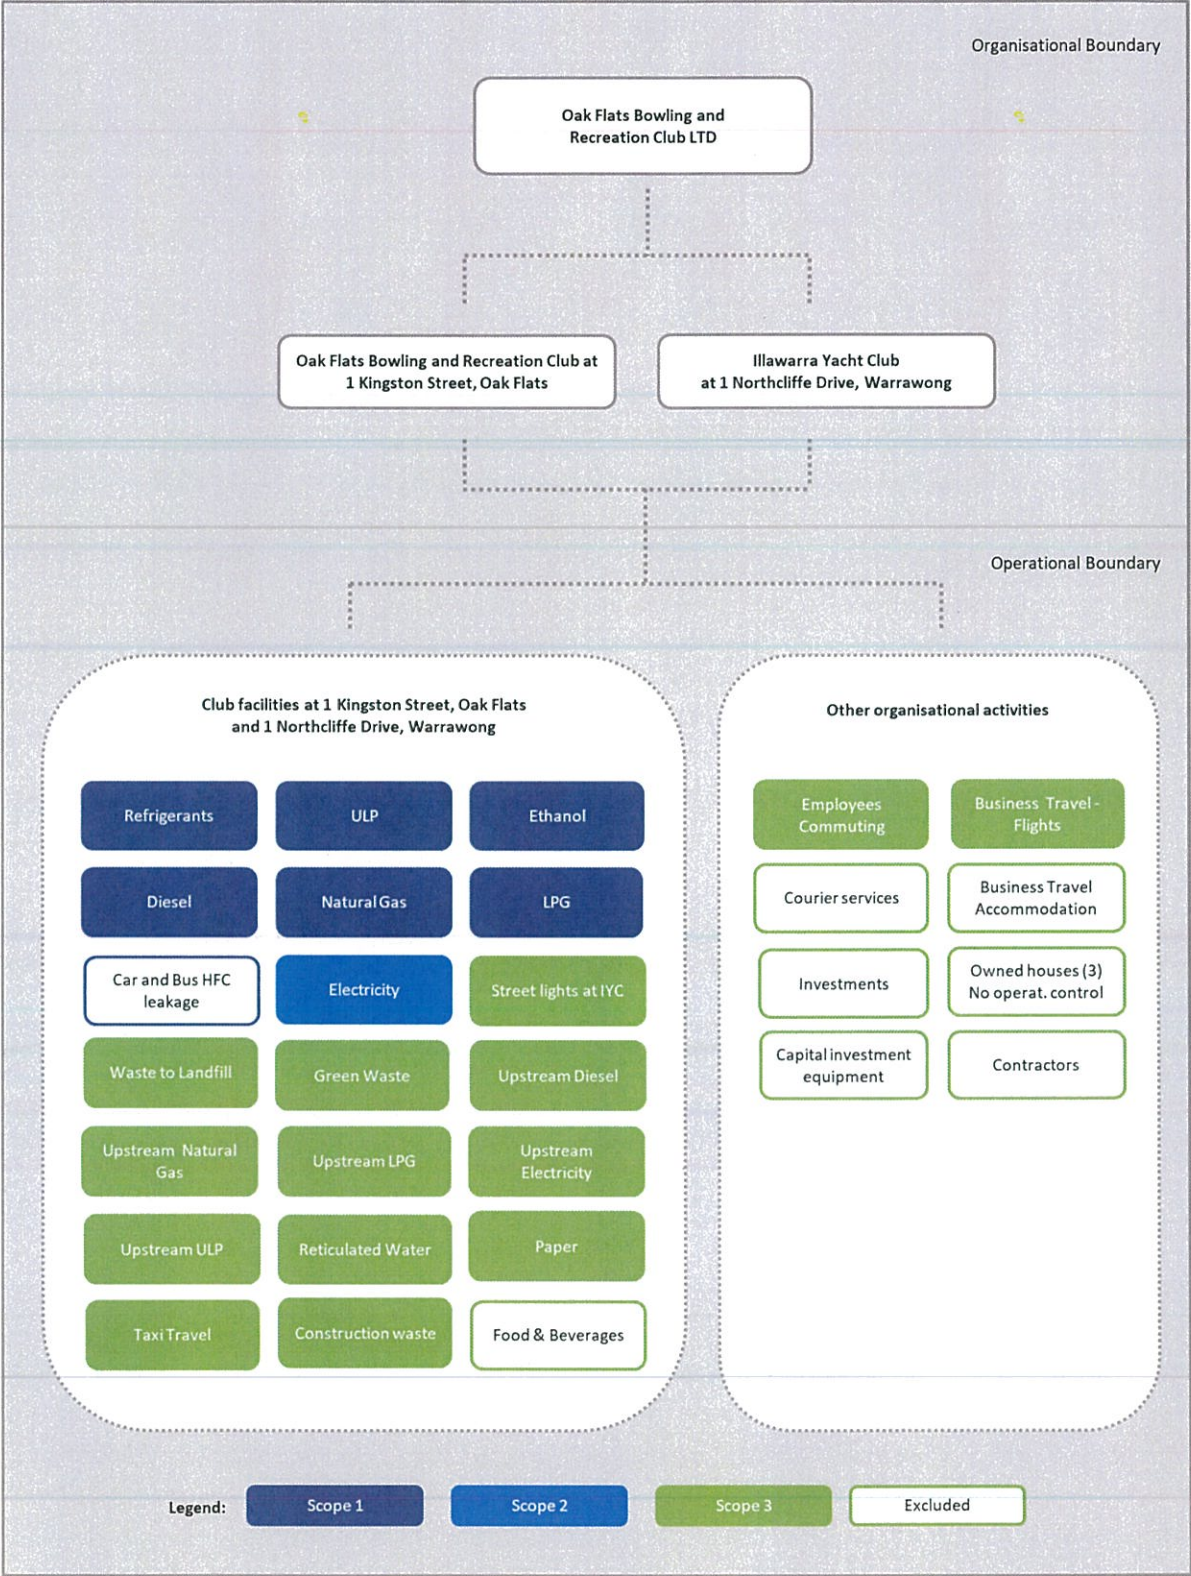 Organisational Boundary
Oak Flats Bowling and
Recreation Club LTD
Oak Flats Bowling and Recreation Club at
1 Kingston Street, Oak Flats
Illawarra Yacht Club
at 1 Northcliffe Drive, Warrawong
Operational Boundary
Club facilities at 1 Kingston Street, Oak Flats
and 1 Northcliffe Drive, Warrawong
Refrigerants
ULP
Ethanol
Diesel
Natural Gas
LPG
Car and Bus HFC
leakage
Electricity
Street lights at IYC
Waste to Landfill
Green Waste
Upstream Diesel
Upstream Natural
Gas
Upstream LPG
Upstream
Electricity
Upstream ULP
Reticulated Water
Paper
Taxi Travel
Construction waste
Food & Beverages
Other organisational activities
Employees
Commuting
Business Travel -
Flights
Courier services
Business Travel
Accommodation
Investments
Owned houses (3)
No operat. control
Capital investment
equipment
Contractors
Legend:
Scope 1
Scope 2
Scope 3
Excluded